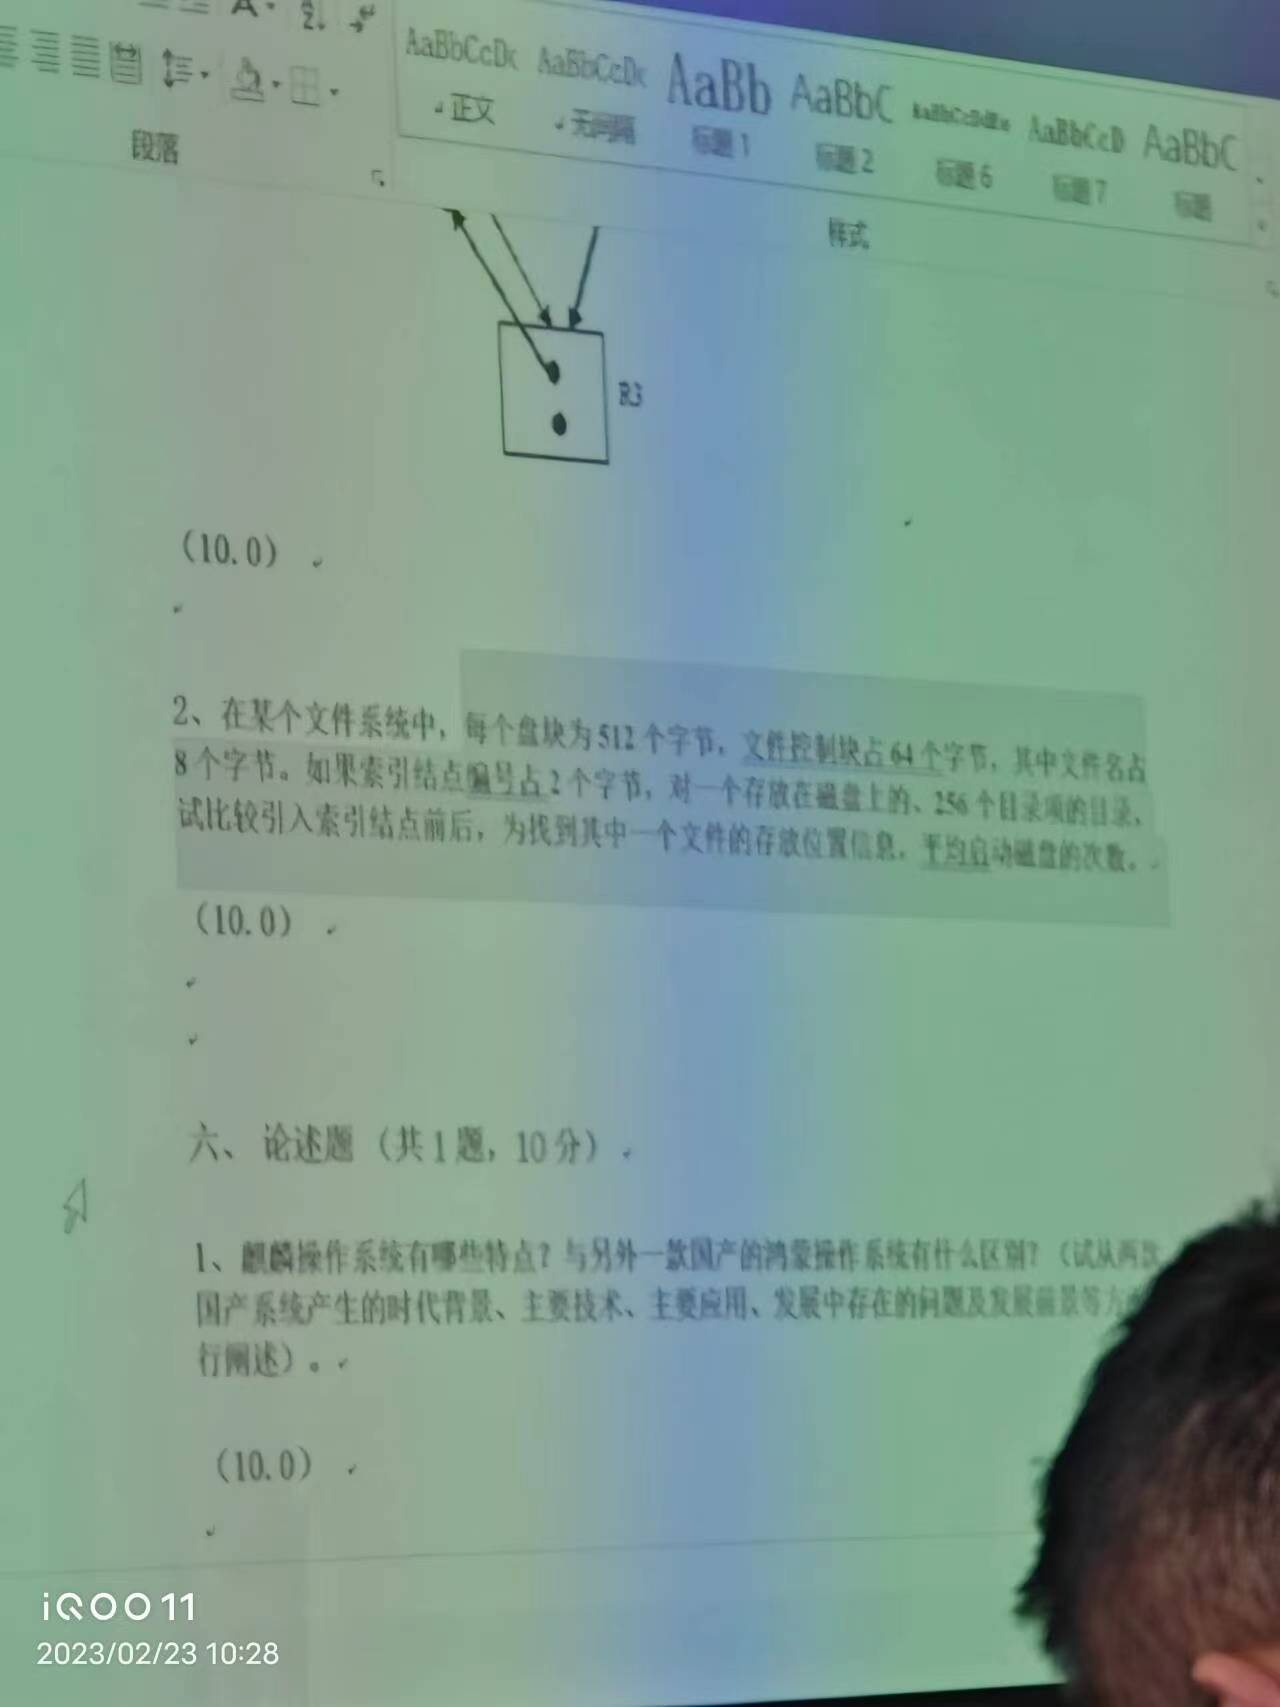 AaBbCcDc AaBbCcDc AaBb AaBbC AaBbCcD AaBbC
正文 无间隔 标题 1 标题 2 标题 6 标题 7 标题
段落
样式
R3
（10.0）
2、在某个文件系统中，每个盘块为 512 个字节，文件控制块占 64 个字节，其中文件名占
8 个字节。如果索引结点编号占 2 个字节，对一个存放在磁盘上的、256 个目录项的目录，
试比较引入索引结点前后，为找到其中一个文件的存放位置信息，平均启动磁盘的次数。
（10.0）
六、 论述题（共 1 题，10 分）
1、麒麟操作系统有哪些特点？与另外一款国产的鸿蒙操作系统有什么区别？（试从两款
国产系统产生的时代背景、主要技术、主要应用、发展中存在的问题及发展前景等方
行阐述）。
（10.0）
iQOO 11
2023/02/23 10:28